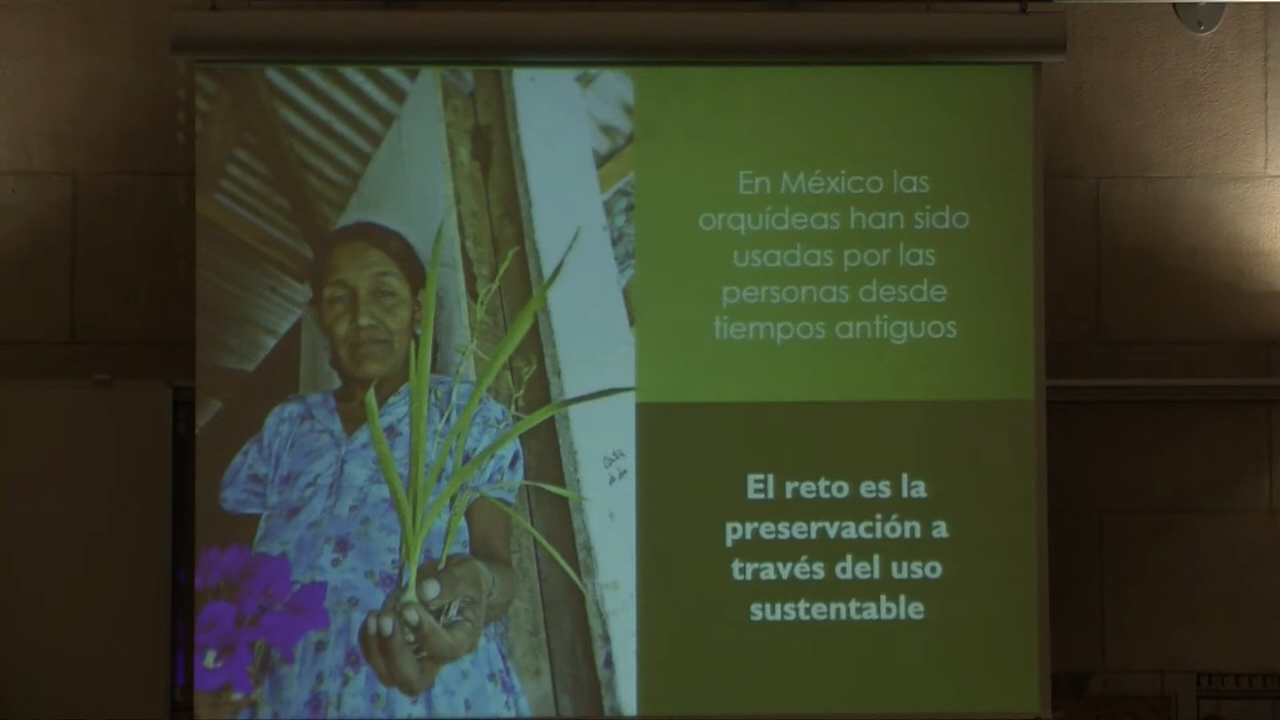 En México las
orquídeas han sido
usadas por las
personas desde
tiempos antiguos
El reto es la
preservación a
través del uso
sustentable